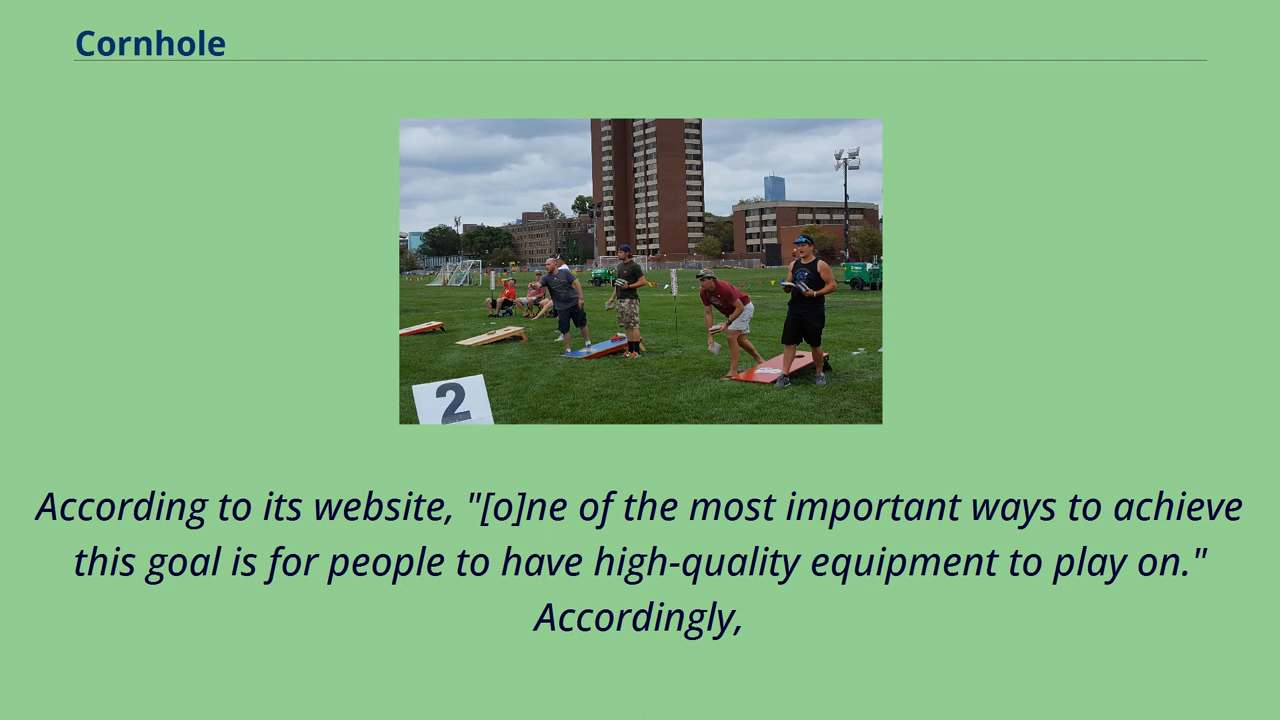 Cornhole
2
According to its website, "[o]ne of the most important ways to achieve
this goal is for people to have high-quality equipment to play on."
Accordingly,